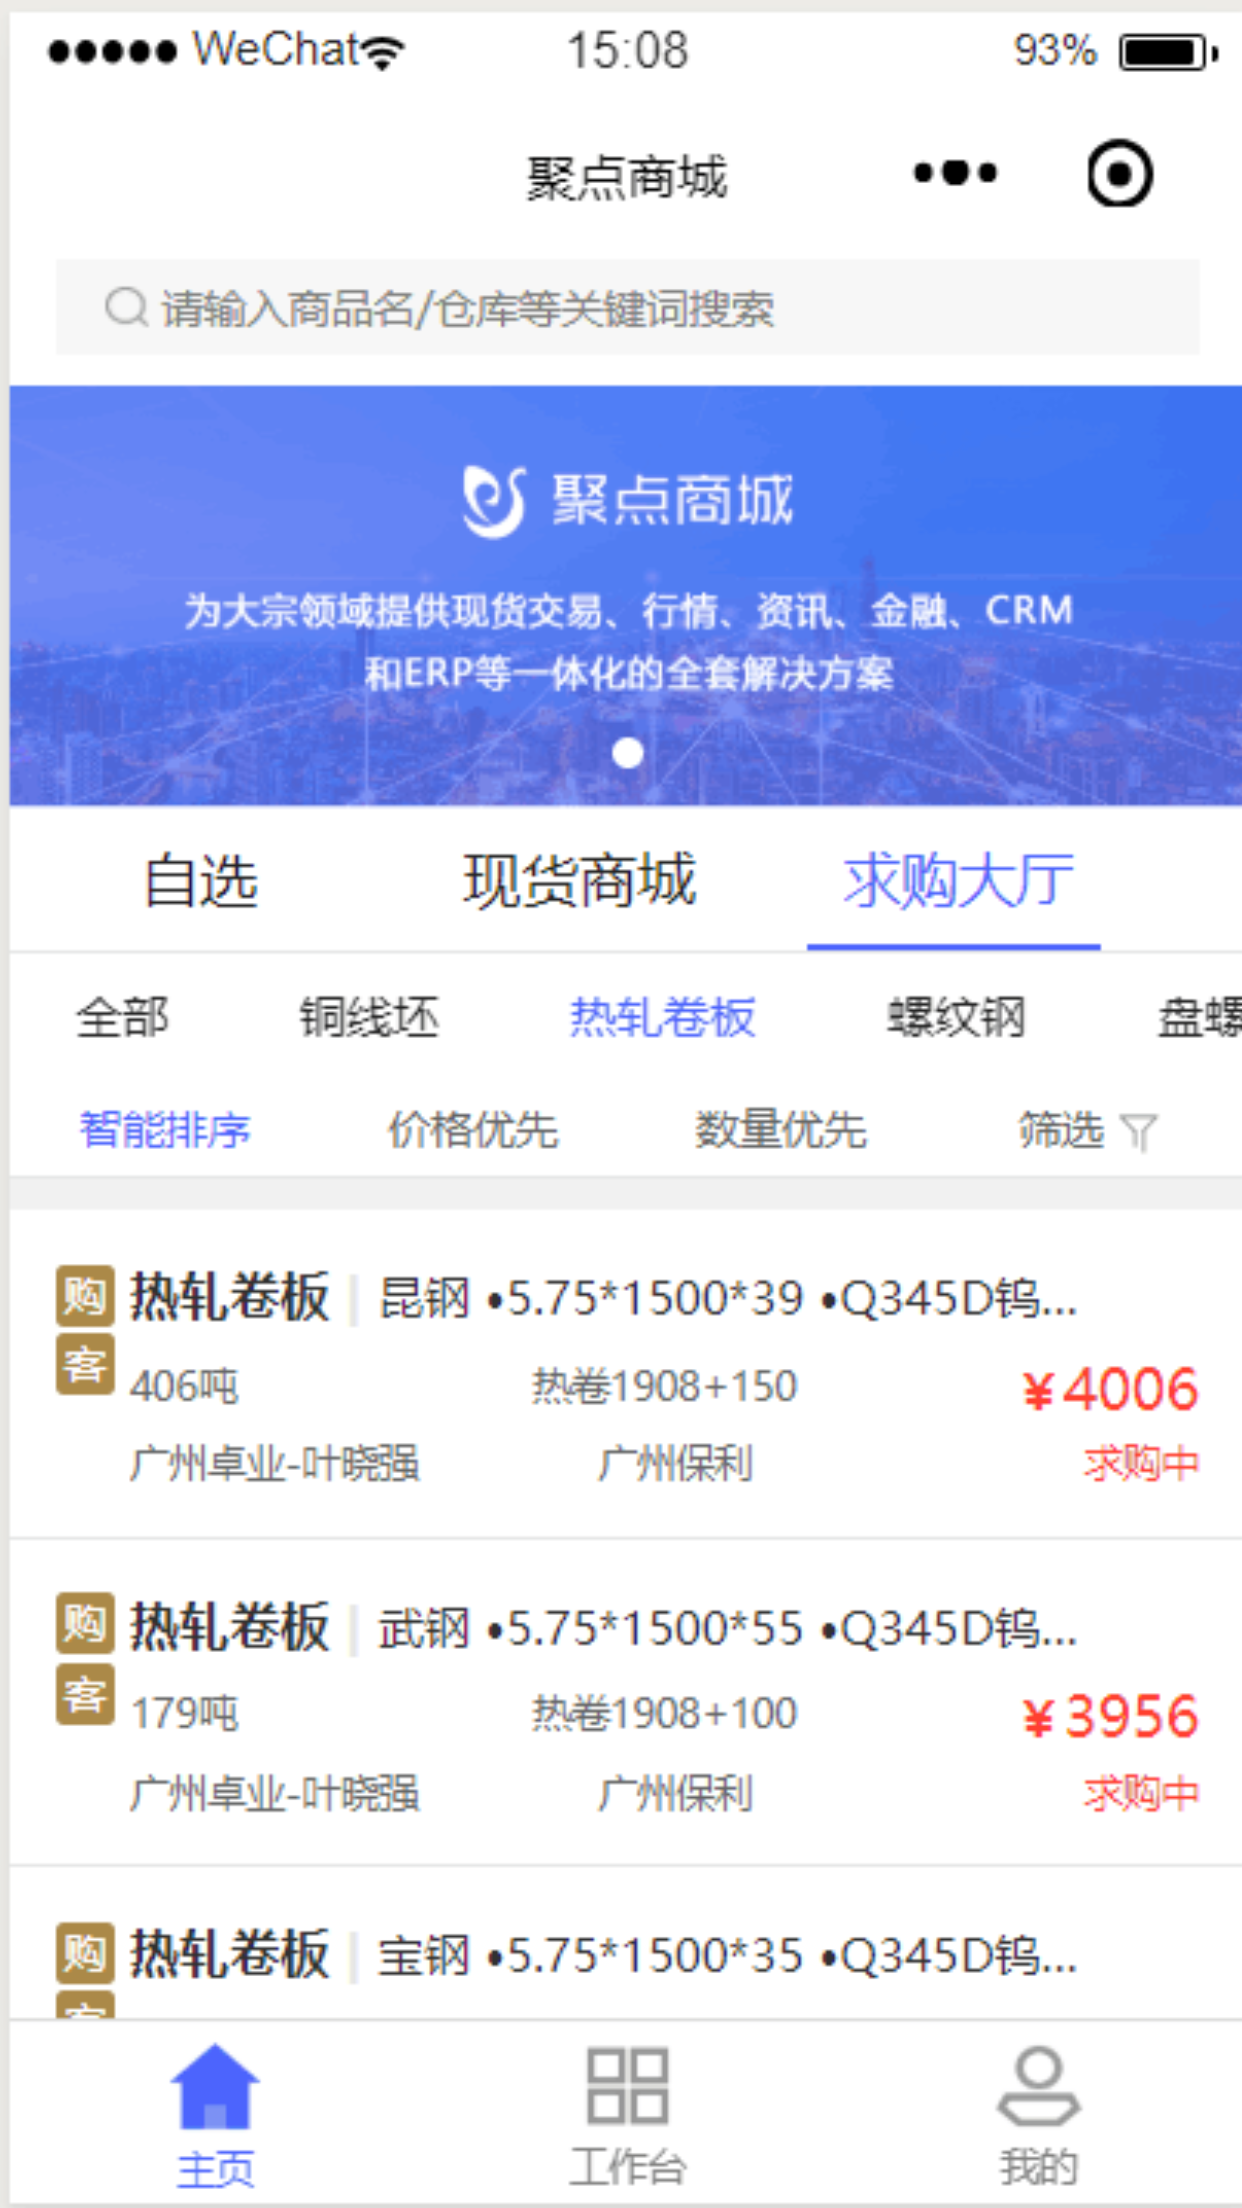 ●●●●● WeChat 15:08 93%
聚点商城
请输入商品名/仓库等关键词搜索
聚点商城
为大宗领域提供现货交易、行情、资讯、金融、CRM
和ERP等一体化的全套解决方案
自选 现货商城 求购大厅
全部 铜线坯 热轧卷板 螺纹钢 盘螺
智能排序 价格优先 数量优先 筛选
购 热轧卷板 | 昆钢 •5.75*1500*39 •Q345D钨...
客 406吨 热卷1908+150 ¥4006
广州卓业-叶晓强 广州保利 求购中
购 热轧卷板 | 武钢 •5.75*1500*55 •Q345D钨...
客 179吨 热卷1908+100 ¥3956
广州卓业-叶晓强 广州保利 求购中
购 热轧卷板 | 宝钢 •5.75*1500*35 •Q345D钨...
客
主页 工作台 我的